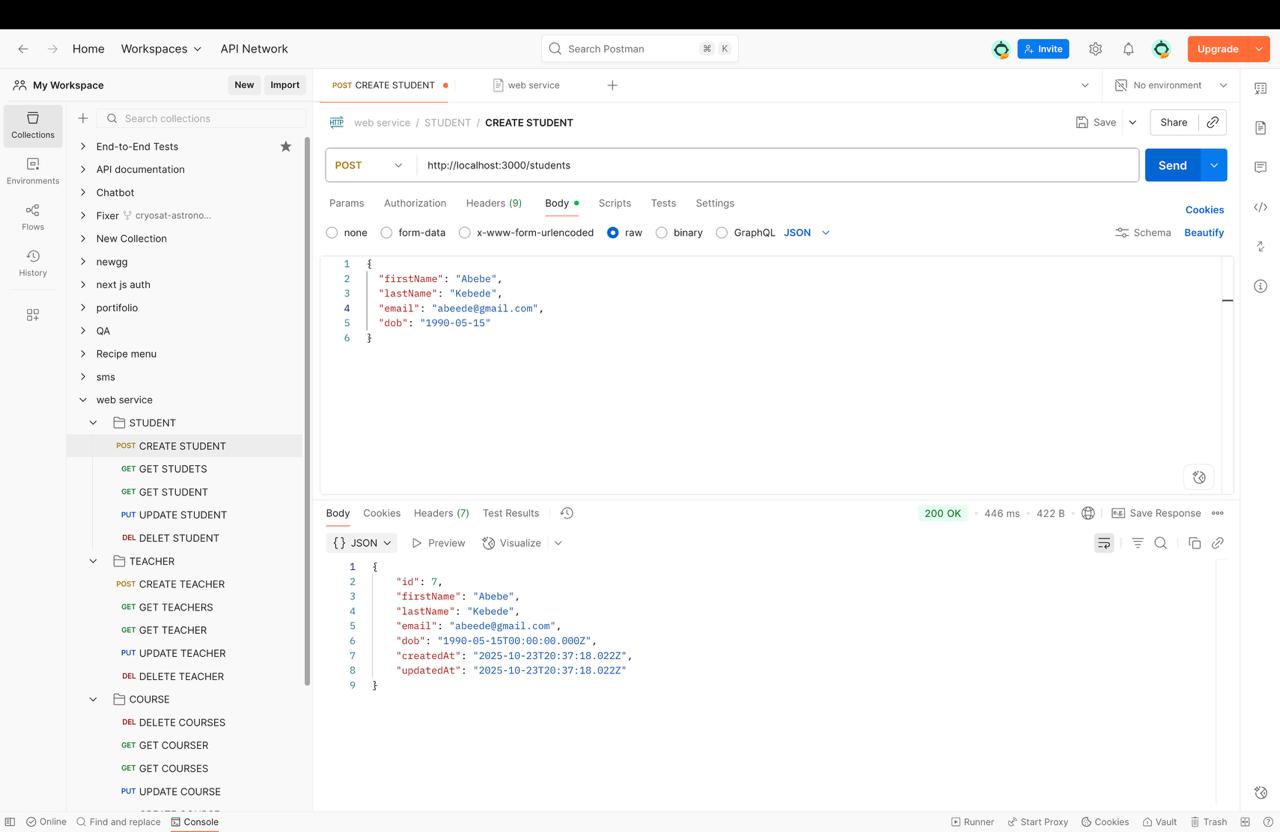 Home Workspaces API Network Search Postman ⌘ K Invite Upgrade
My Workspace New Import POST CREATE STUDENT web service No environment
Collections
Environments
Flows
History
Search collections
End-to-End Tests
API documentation
Chatbot
Fixer cryosat-astrono...
New Collection
newgg
next js auth
portfolio
QA
Recipe menu
sms
web service
STUDENT
POST CREATE STUDENT
GET GET STUDETS
GET GET STUDENT
PUT UPDATE STUDENT
DEL DELET STUDENT
TEACHER
POST CREATE TEACHER
GET GET TEACHERS
GET GET TEACHER
PUT UPDATE TEACHER
DEL DELETE TEACHER
COURSE
DEL DELETE COURSES
GET GET COURSER
GET GET COURSES
PUT UPDATE COURSE
HTTP web service / STUDENT / CREATE STUDENT Save Share
POST http://localhost:3000/students Send
Params Authorization Headers (9) Body Scripts Tests Settings Cookies
none form-data x-www-form-urlencoded raw binary GraphQL JSON Schema Beautify
1 {
2 "firstName": "Abebe",
3 "lastName": "Kebede",
4 "email": "abeede@gmail.com",
5 "dob": "1990-05-15"
6 }
Body Cookies Headers (7) Test Results 200 OK 446 ms 422 B Save Response
{} JSON Preview Visualize
1 {
2 "id": 7,
3 "firstName": "Abebe",
4 "lastName": "Kebede",
5 "email": "abeede@gmail.com",
6 "dob": "1990-05-15T00:00:00.000Z",
7 "createdAt": "2025-10-23T20:37:18.022Z",
8 "updatedAt": "2025-10-23T20:37:18.022Z"
9 }
Online Find and replace Console Runner Start Proxy Cookies Vault Trash